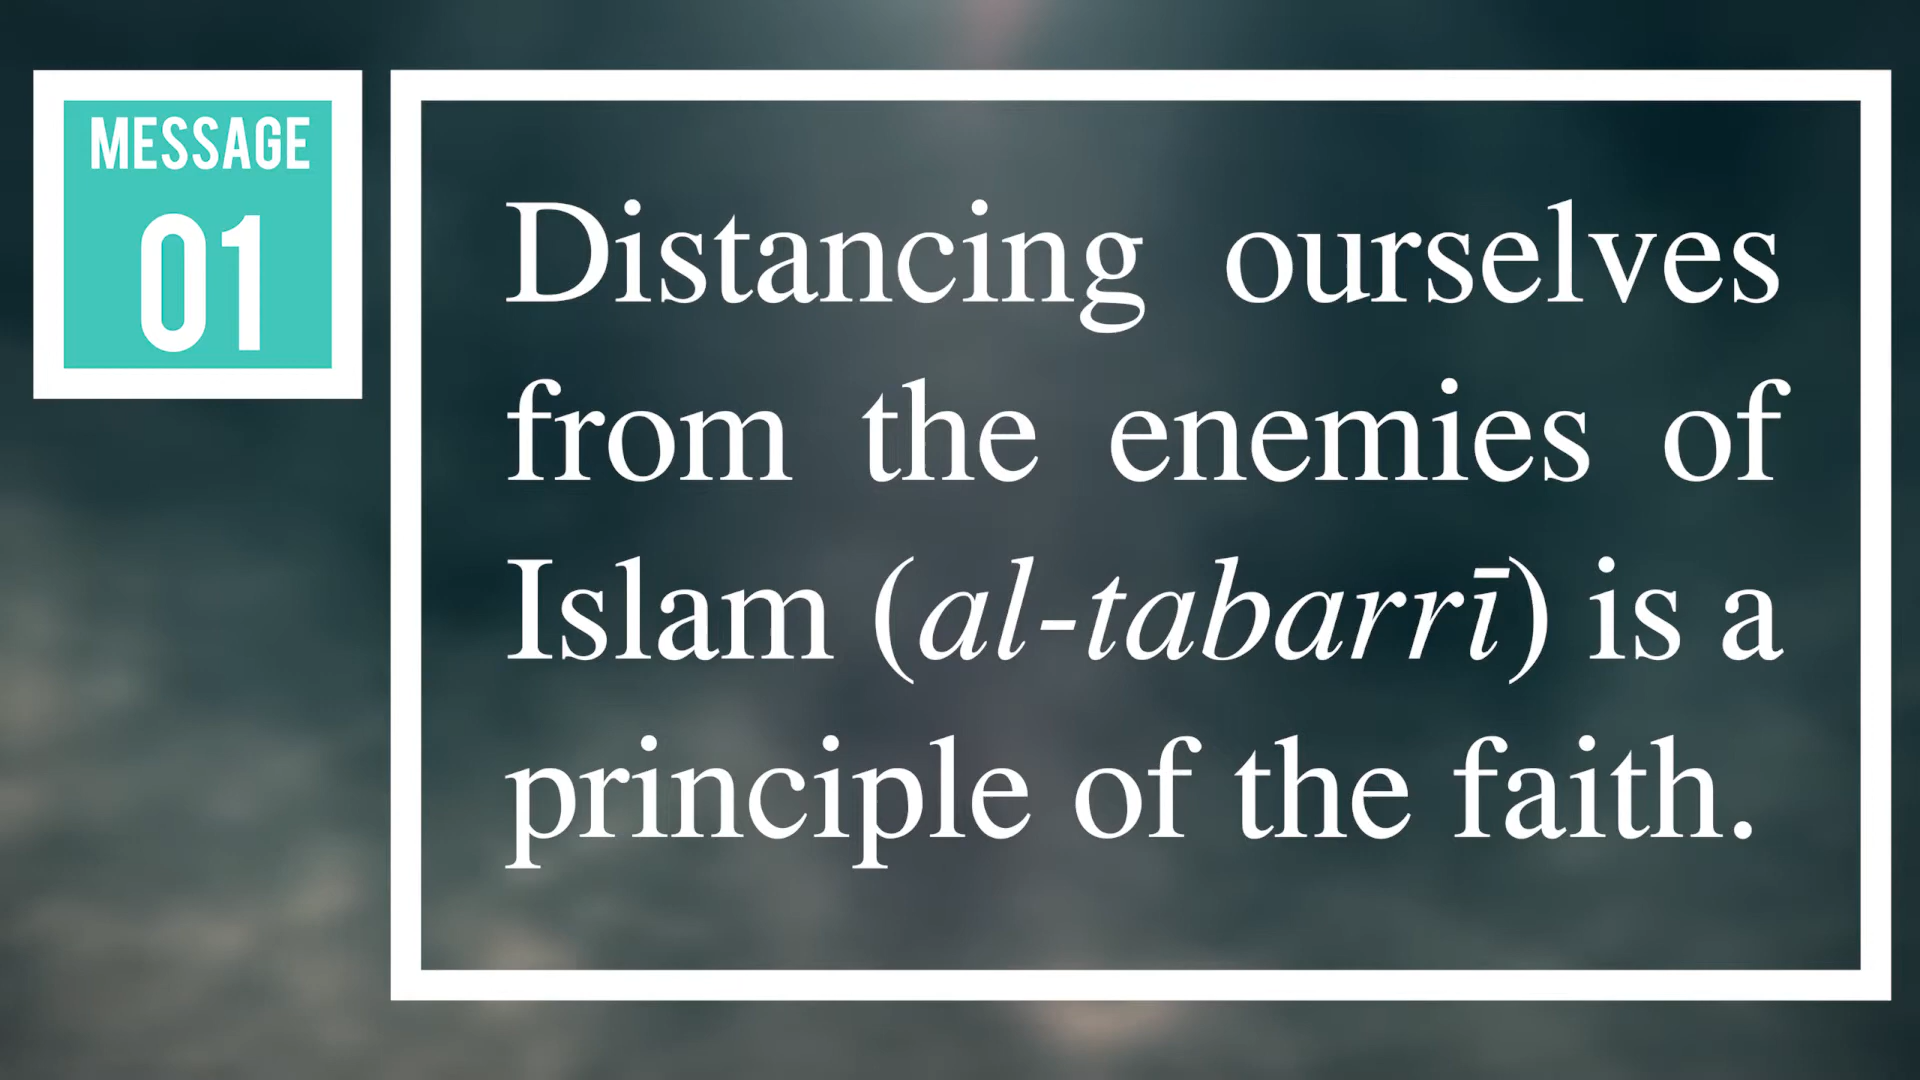 MESSAGE
01
Distancing ourselves
from the enemies of
Islam (al-tabarrī) is a
principle of the faith.